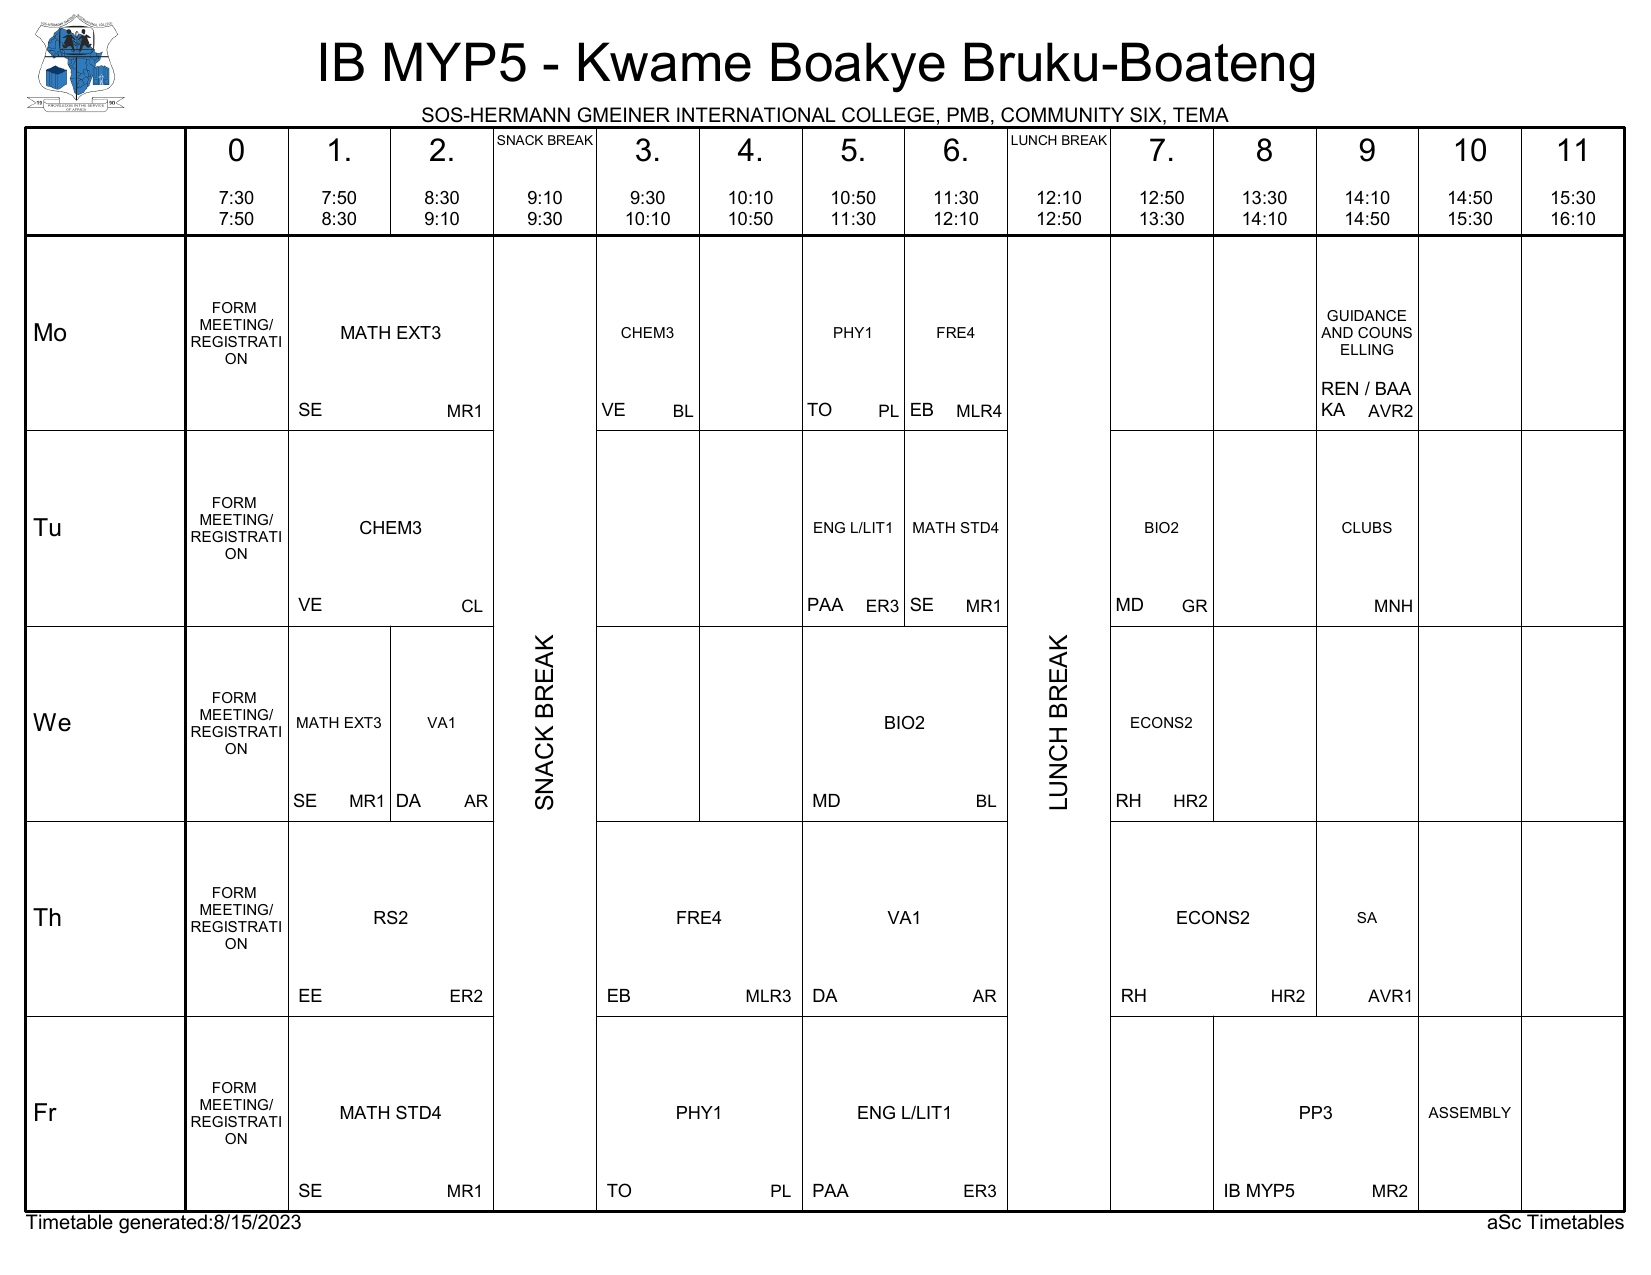 IB MYP5 - Kwame Boakye Bruku-Boateng
SOS-HERMANN GMEINER INTERNATIONAL COLLEGE, PMB, COMMUNITY SIX, TEMA
0 1. 2. SNACK BREAK 3. 4. 5. 6. LUNCH BREAK 7. 8 9 10 11
7:30 7:50 8:30 9:10 9:30 10:10 10:50 11:30 12:10 12:50 13:30 14:10 14:50 15:30
7:50 8:30 9:10 9:30 10:10 10:50 11:30 12:10 12:50 13:30 14:10 14:50 15:30 16:10
Mo
FORM
MEETING/
REGISTRATI
ON
MATH EXT3
SE MR1
CHEM3
VE BL
PHY1
TO PL
FRE4
EB MLR4
GUIDANCE
AND COUNS
ELLING
REN / BAA
KA AVR2
Tu
FORM
MEETING/
REGISTRATI
ON
CHEM3
VE CL
ENG L/LIT1
PAA ER3
MATH STD4
SE MR1
BIO2
MD GR
CLUBS
MNH
We
FORM
MEETING/
REGISTRATI
ON
MATH EXT3
SE MR1
VA1
DA AR
SNACK BREAK
BIO2
MD BL
LUNCH BREAK
ECONS2
RH HR2
Th
FORM
MEETING/
REGISTRATI
ON
RS2
EE ER2
FRE4
EB MLR3
VA1
DA AR
ECONS2
RH HR2
SA
AVR1
Fr
FORM
MEETING/
REGISTRATI
ON
MATH STD4
SE MR1
PHY1
TO PL
ENG L/LIT1
PAA ER3
PP3
IB MYP5 MR2
ASSEMBLY
Timetable generated:8/15/2023
aSc Timetables